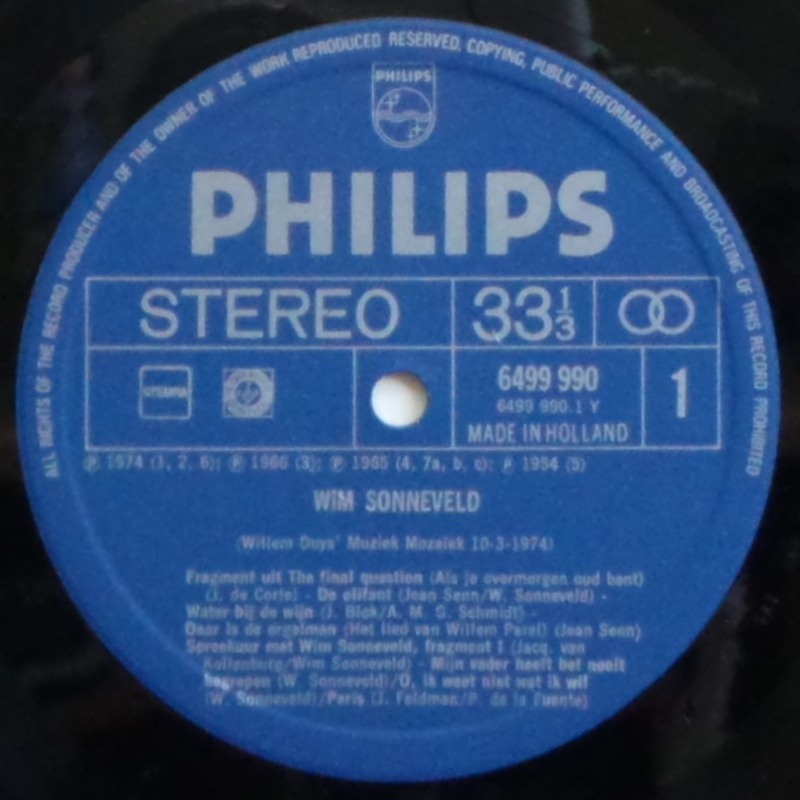 ALL RIGHTS OF THE RECORD PRODUCER AND OF THE OWNER OF THE WORK REPRODUCED RESERVED. COPYING, PUBLIC PERFORMANCE AND BROADCASTING OF THIS RECORD PROHIBITED
PHILIPS
PHILIPS
STEREO 33 1/3
STEMRA 6499 990 1
6499 990.1 Y
MADE IN HOLLAND
℗ 1974 (1, 2, 6); ℗ 1966 (3); ℗ 1965 (4, 7a, b, c); ℗ 1954 (5)
WIM SONNEVELD
(Willem Duys' Muziek Mozaïek 10-3-1974)
Fragment uit The final question (Als je overmorgen oud bent)
(J. de Corte) - De olifant (Jean Senn/W. Sonneveld) -
Water bij de wijn (J. Blok/A. M. G. Schmidt) -
Daar is de orgelman (Het lied van Willem Parel) (Jean Senn)
Spreekuur met Wim Sonneveld, fragment I (Jacq. van
Kollenburg/Wim Sonneveld) - Mijn vader heeft het nooit
begrepen (W. Sonneveld)/O, ik weet niet wat ik wil
(W. Sonneveld)/Paris (J. Feldman/P. de la Fuente)